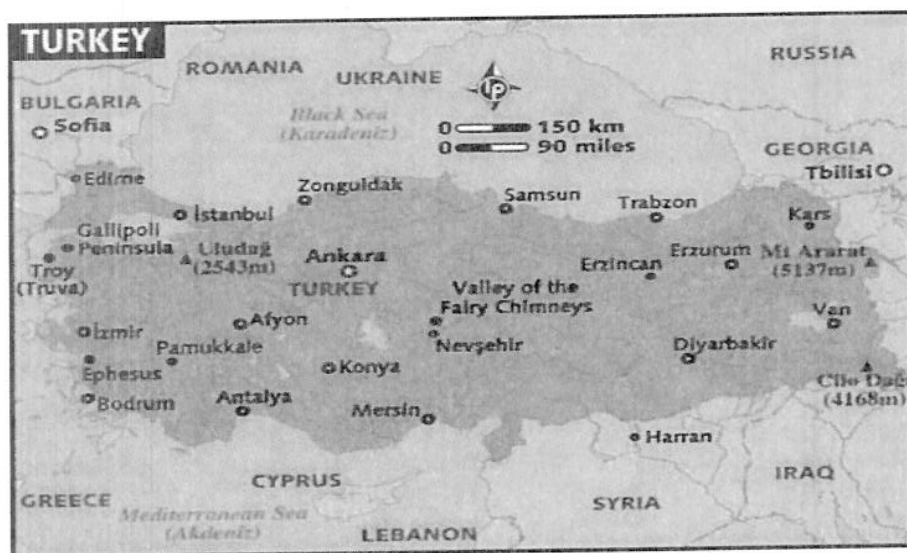 TURKEY
ROMANIA
UKRAINE
RUSSIA
BULGARIA
Sofia
Black Sea
(Karadeniz)
lp
0 150 km
0 90 miles
GEORGIA
Tbilisi
Edirne
İstanbul
Zonguldak
Samsun
Trabzon
Kars
Gallipoli
Peninsula
Troy
(Truva)
Uludağ
(2543m)
Ankara
TURKEY
Erzincan
Erzurum
Mt Ararat
(5137m)
Valley of the
Fairy Chimneys
Nevşehir
İzmir
Afyon
Van
Pamukkale
Ephesus
Konya
Diyarbakir
Bodrum
Antalya
Mersin
Cilo Dağı
(4168m)
Harran
CYPRUS
GREECE
Mediterranean Sea
(Akdeniz)
LEBANON
SYRIA
IRAQ